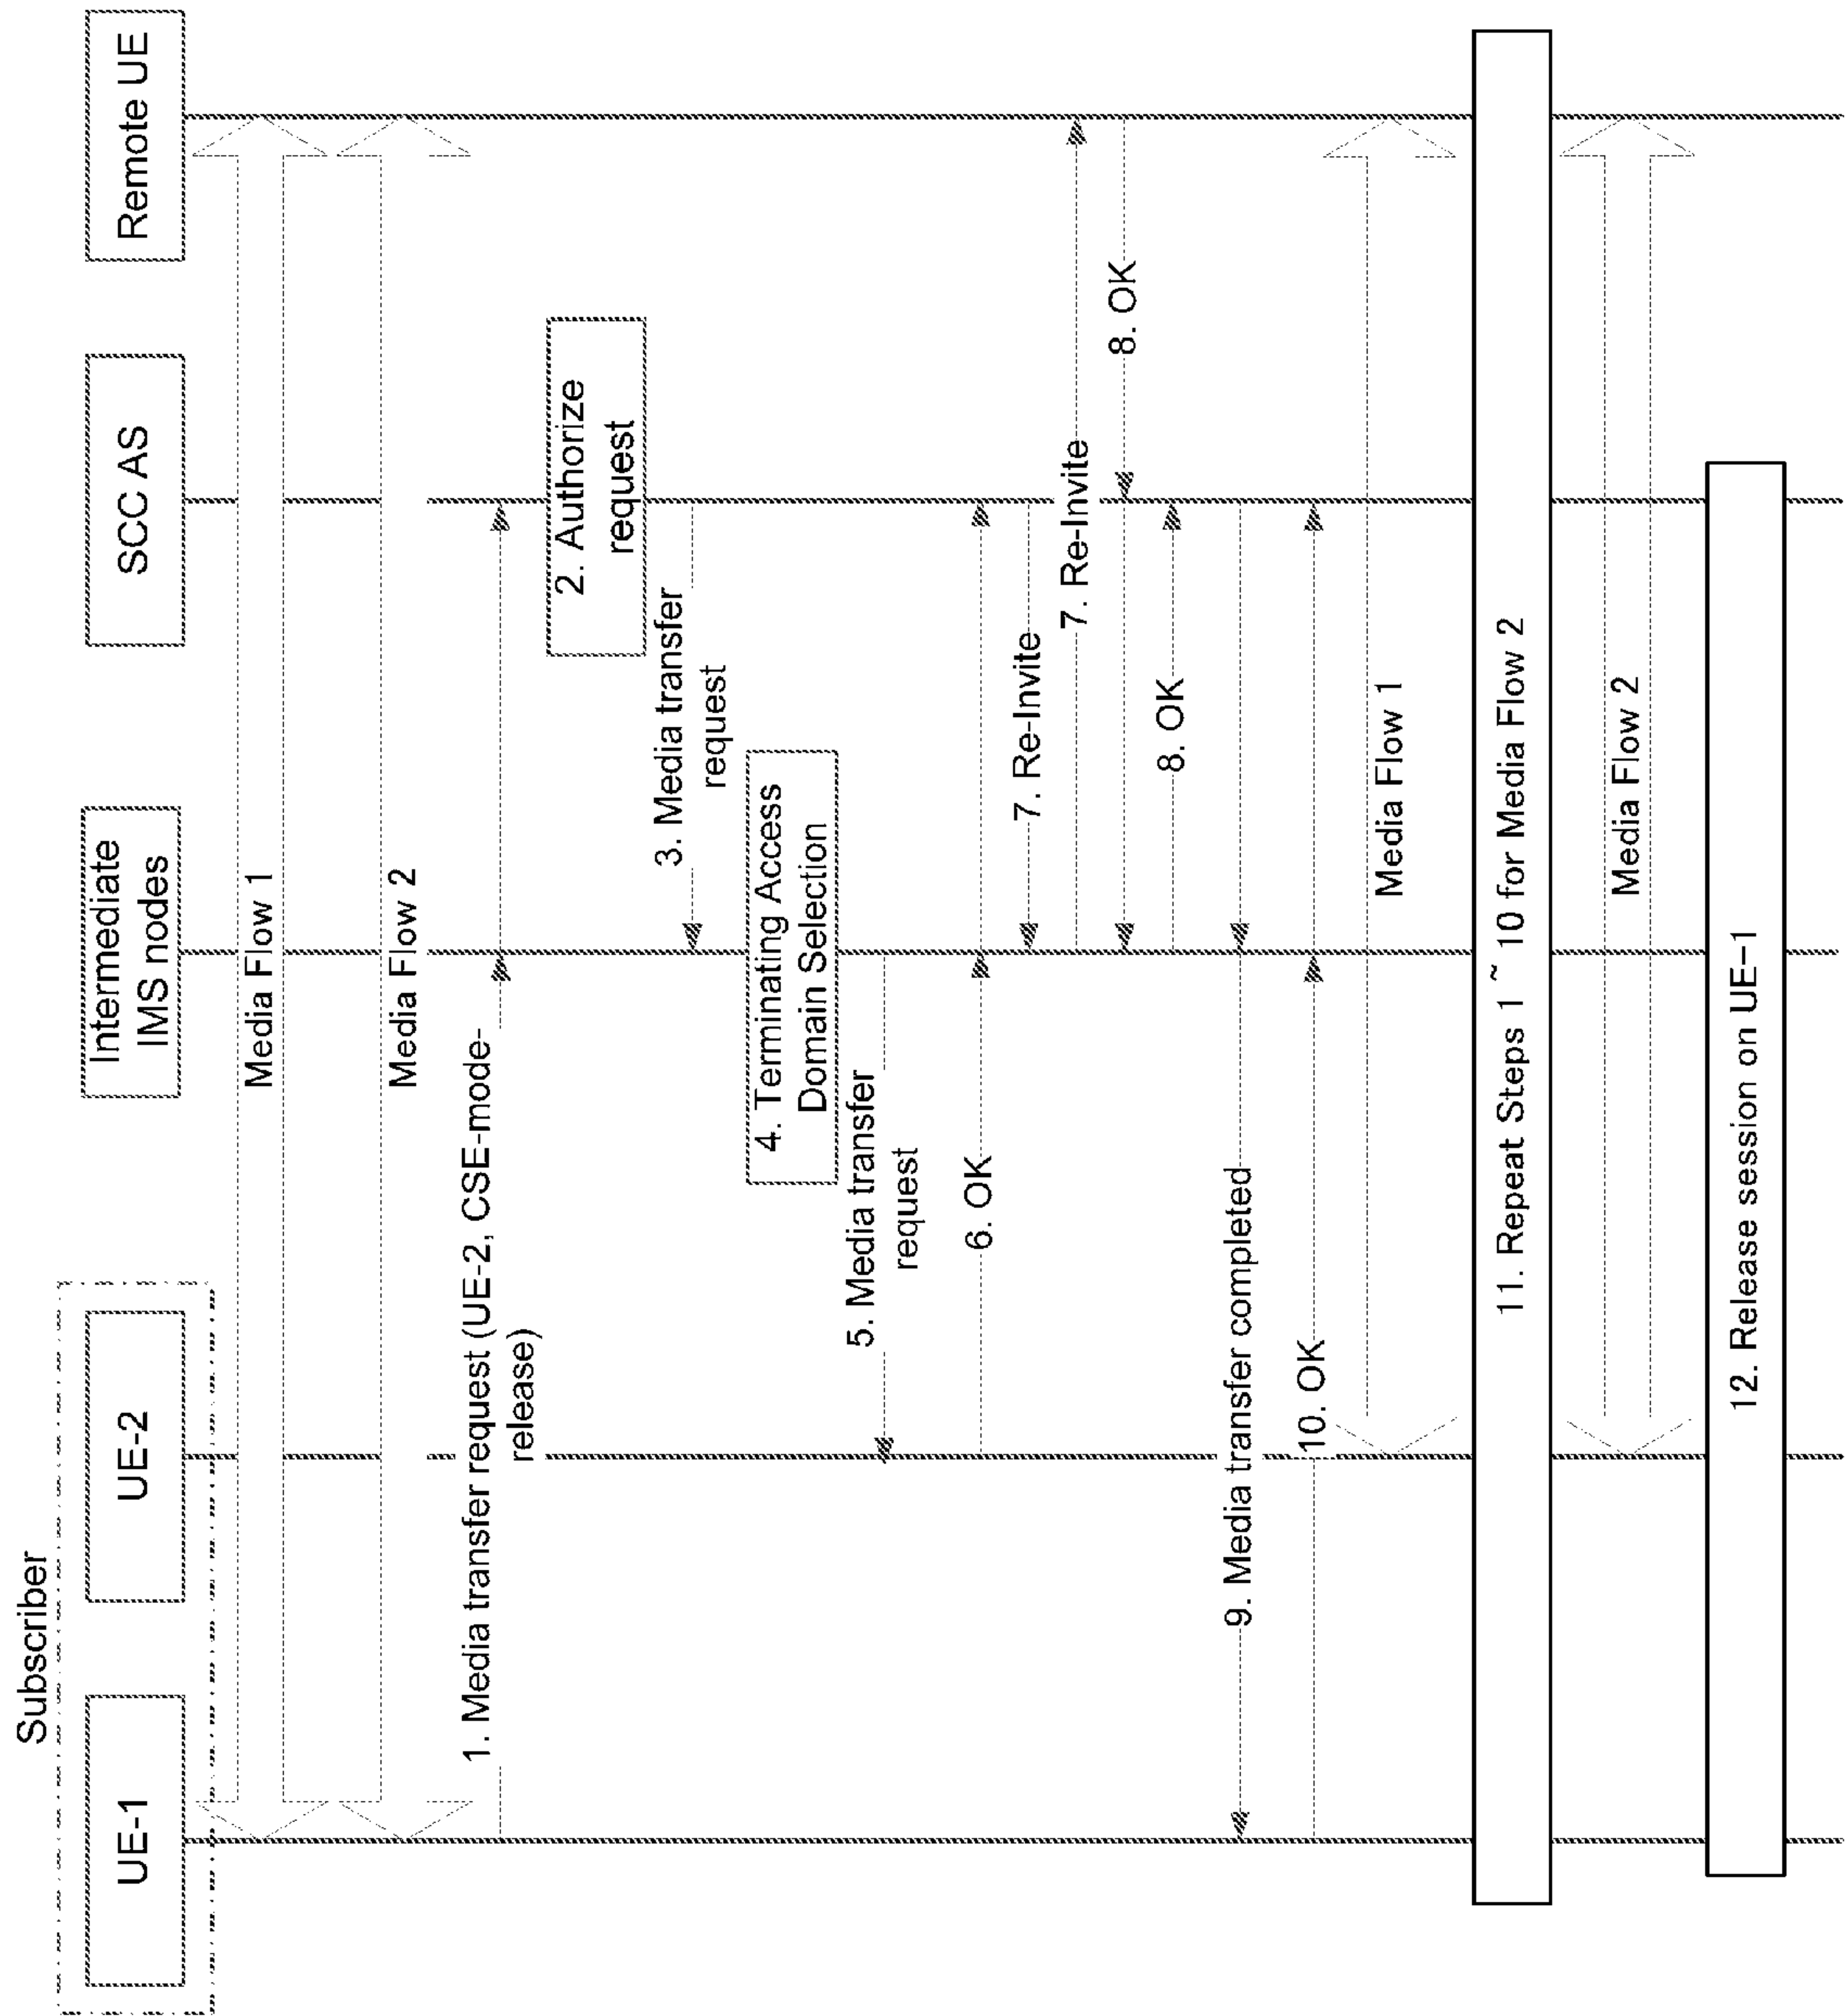 Subscriber
UE-1
UE-2
Intermediate
IMS nodes
SCC AS
Remote UE
Media Flow 1
Media Flow 2
1. Media transfer request (UE-2, CSE-mode-
release)
2. Authorize
request
3. Media transfer
request
4. Terminating Access
Domain Selection
5. Media transfer
request
6. OK
7. Re-Invite
7. Re-Invite
8. OK
8. OK
9. Media transfer completed
10. OK
Media Flow 1
11. Repeat Steps 1 ~ 10 for Media Flow 2
Media Flow 2
12. Release session on UE-1